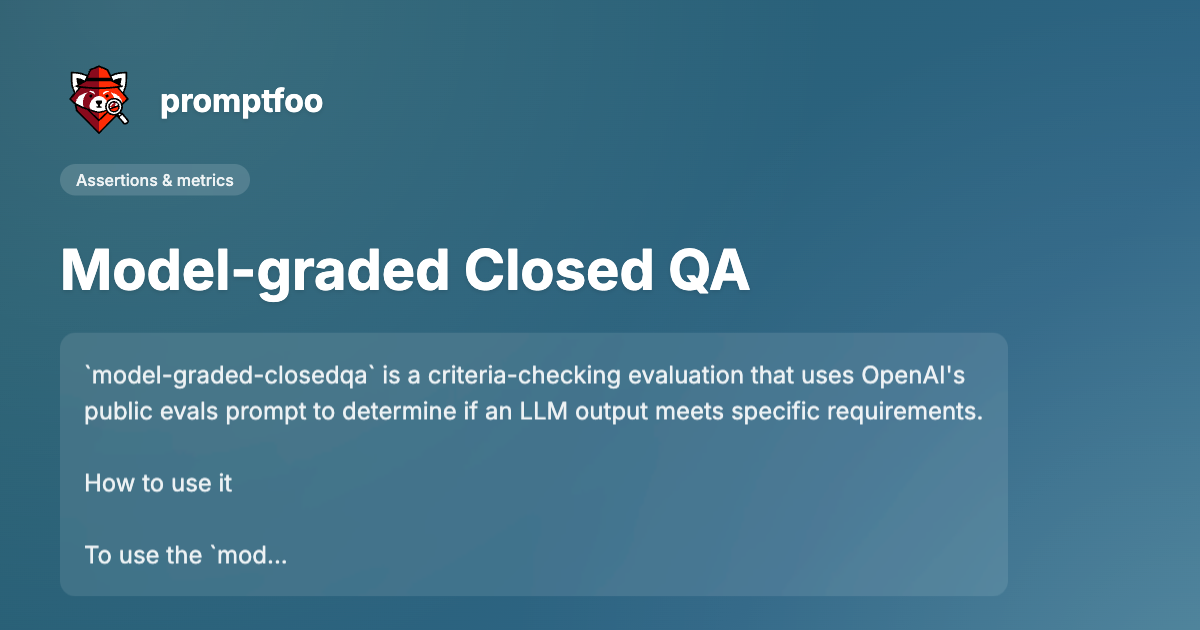 promptfoo
Assertions & metrics
Model-graded Closed QA
`model-graded-closedqa` is a criteria-checking evaluation that uses OpenAI's
public evals prompt to determine if an LLM output meets specific requirements.
How to use it
To use the `mod...